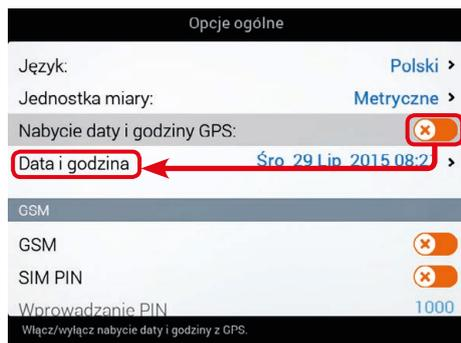 Opcje ogólne
Język: Polski >
Jednostka miary: Metryczne >
Nabycie daty i godziny GPS:
Data i godzina Śro 29 Lip 2015 08:2 >
GSM
GSM
SIM PIN
Wprowadzanie PIN 1000
Włącz/wyłącz nabycie daty i godziny z GPS.